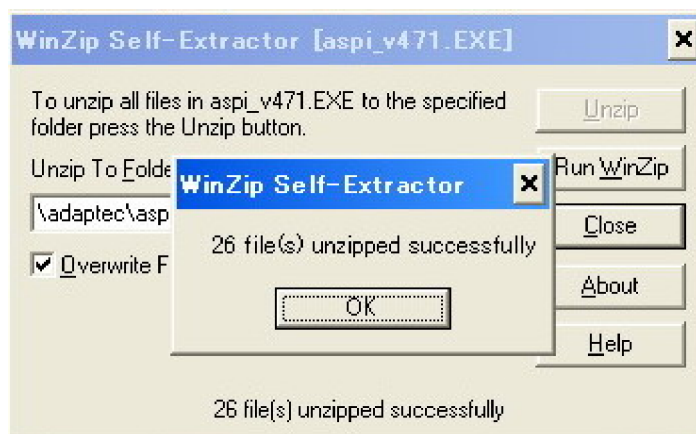 WinZip Self-Extractor [aspi_v471.EXE]
To unzip all files in aspi_v471.EXE to the specified
folder press the Unzip button.
Unzip
Unzip To Folde
Run WinZip
\adaptec\asp
Close
Overwrite F
About
Help
WinZip Self-Extractor
26 file(s) unzipped successfully
OK
26 file(s) unzipped successfully